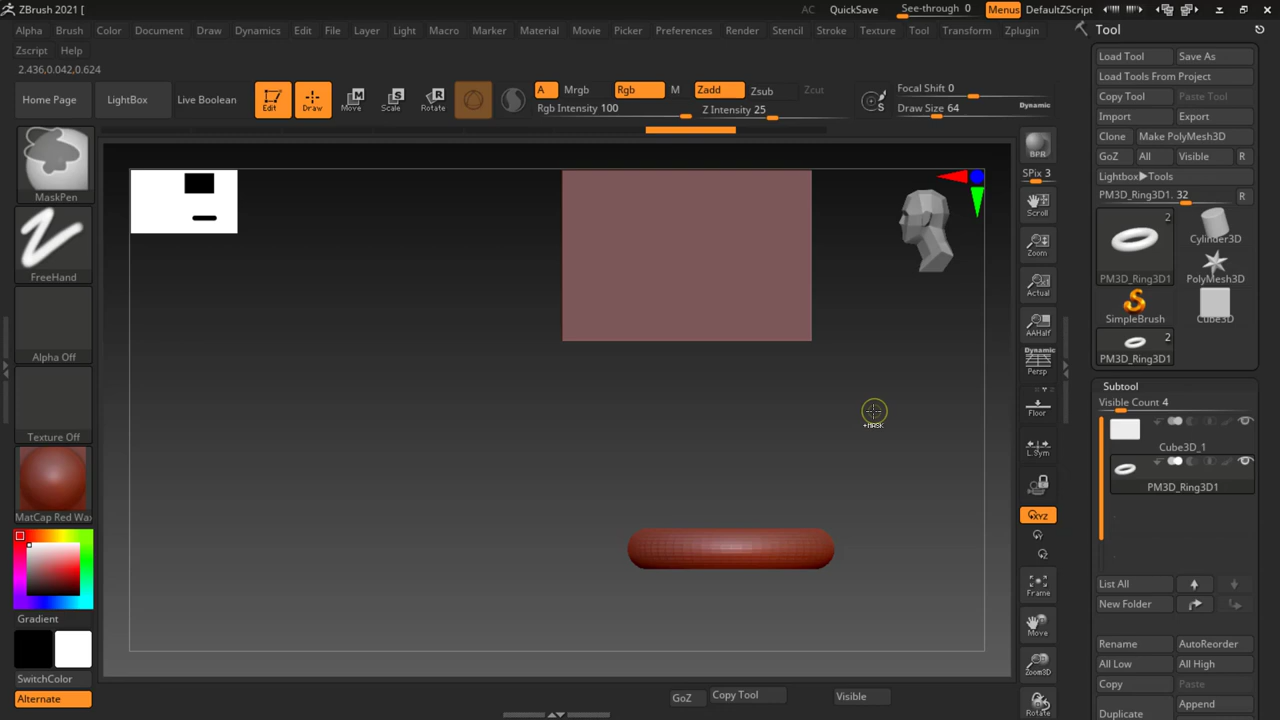 ZBrush 2021 [
AC QuickSave See-through 0 Menus DefaultZScript
Alpha Brush Color Document Draw Dynamics Edit File Layer Light Macro Marker Material Movie Picker Preferences Render Stencil Stroke Texture Tool Transform Zplugin
Zscript Help
2.436,0.042,0.624
Home Page LightBox Live Boolean
Edit Draw Move Scale Rotate
A Mrgb Rgb M Zadd Zsub Zcut
Rgb Intensity 100 Z Intensity 25
Focal Shift 0
Draw Size 64 Dynamic
MaskPen
FreeHand
Alpha Off
Texture Off
MatCap Red Wax
Gradient
SwitchColor
Alternate
+MASK
GoZ Copy Tool Visible
BPR
SPix 3
Scroll
Zoom
Actual
AAHalf
Dynamic
Persp
Floor
L.Sym
XYZ
Y
Z
Frame
Move
Zoom3D
Rotate
Tool
Load Tool Save As
Load Tools From Project
Copy Tool Paste Tool
Import Export
Clone Make PolyMesh3D
GoZ All Visible R
Lightbox▶Tools
PM3D_Ring3D1. 32 R
2
PM3D_Ring3D1
Cylinder3D
PolyMesh3D
SimpleBrush
Cube3D
2
PM3D_Ring3D1
Subtool
Visible Count 4
Cube3D_1
PM3D_Ring3D1
List All
New Folder
Rename AutoReorder
All Low All High
Copy Paste
Duplicate Append